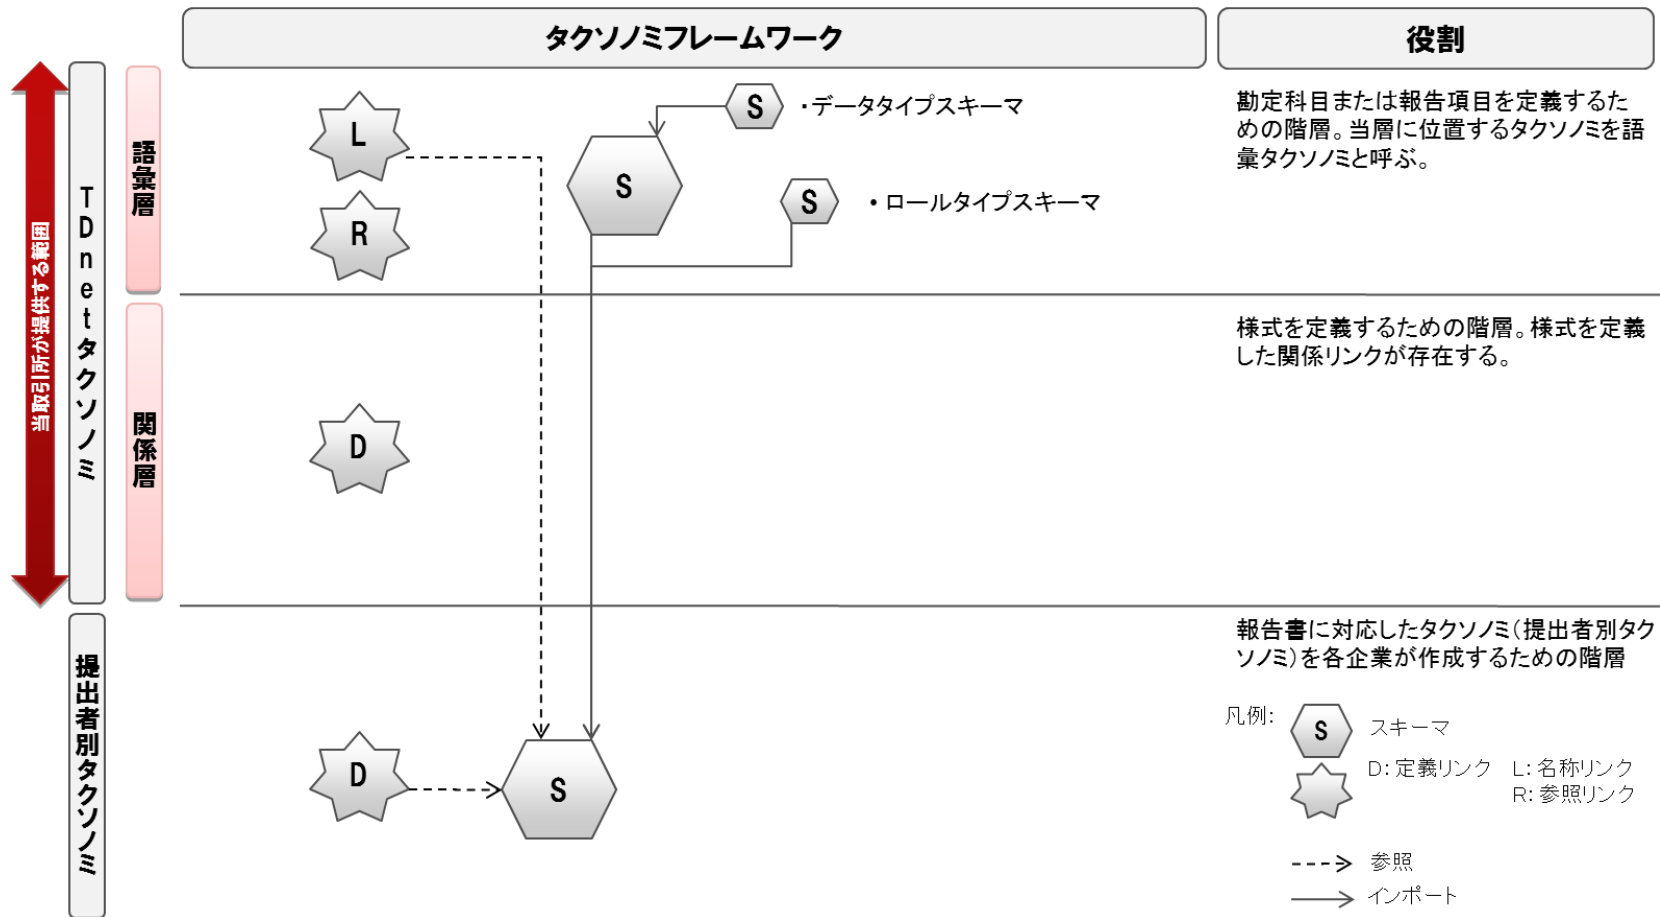 タクソノミフレームワーク
役割
当取引所が提供する範囲
TDnetタクソノミ
語彙層
L
R
S
S
・データタイプスキーマ
S
・ロールタイプスキーマ
勘定科目または報告項目を定義するた
めの階層。当層に位置するタクソノミを語
彙タクソノミと呼ぶ。
関係層
D
様式を定義するための階層。様式を定義
した関係リンクが存在する。
提出者別タクソノミ
D
S
報告書に対応したタクソノミ(提出者別タク
ソノミ)を各企業が作成するための階層
凡例:
S
スキーマ
D:定義リンク L:名称リンク
R:参照リンク
参照
インポート